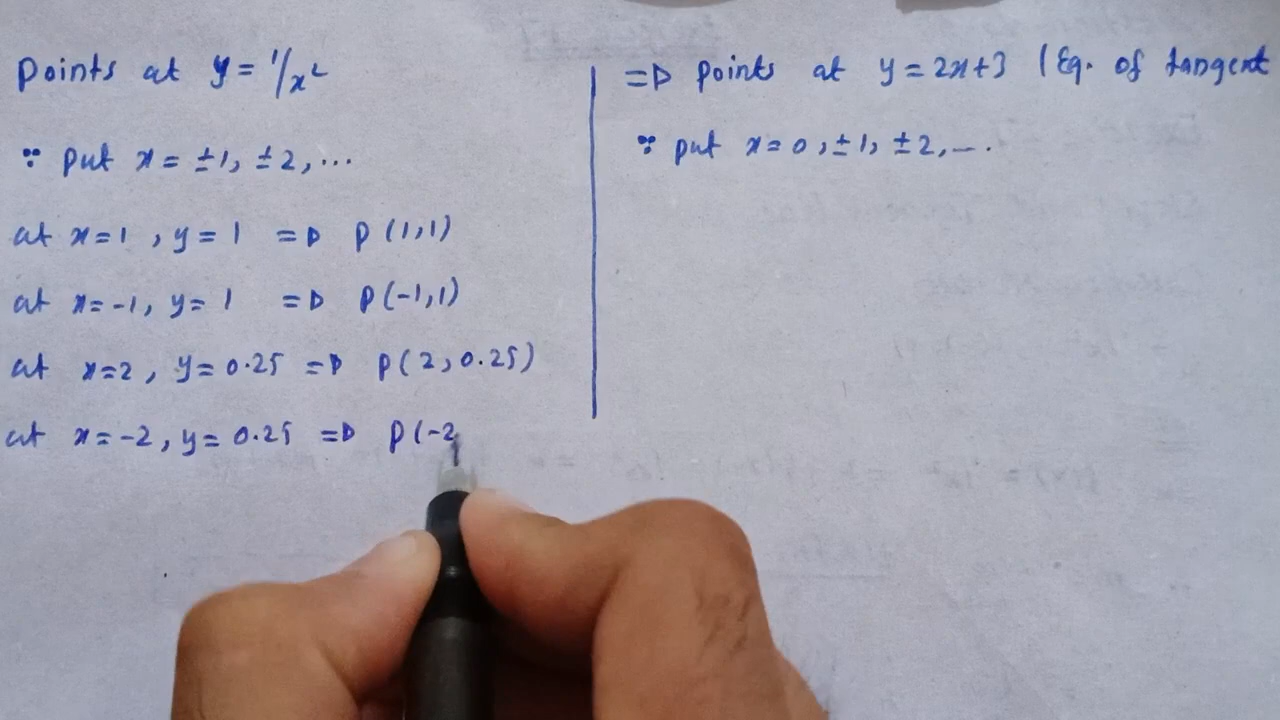 Points at y = 1/x²
∵ put x = ±1, ±2, ...
at x=1, y=1 => P(1,1)
at x=-1, y=1 => P(-1,1)
at x=2, y=0.25 => P(2,0.25)
at x=-2, y=0.25 => P(-2,
=> points at y=2x+3 (Eq. of tangent
∵ put x=0, ±1, ±2, ...